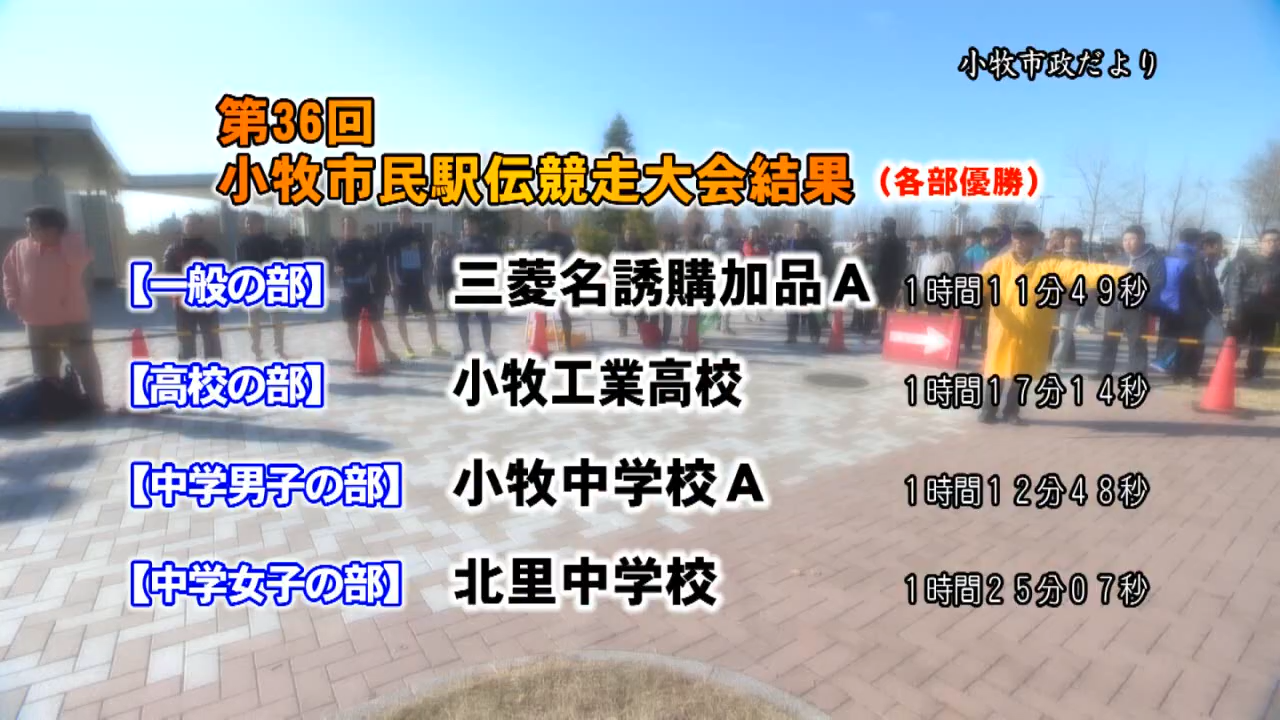 小牧市政だより
第36回
小牧市民駅伝競走大会結果（各部優勝）
【一般の部】 三菱名誘購加品Ａ １時間１１分４９秒
【高校の部】 小牧工業高校 １時間１７分１４秒
【中学男子の部】 小牧中学校Ａ １時間１２分４８秒
【中学女子の部】 北里中学校 １時間２５分０７秒